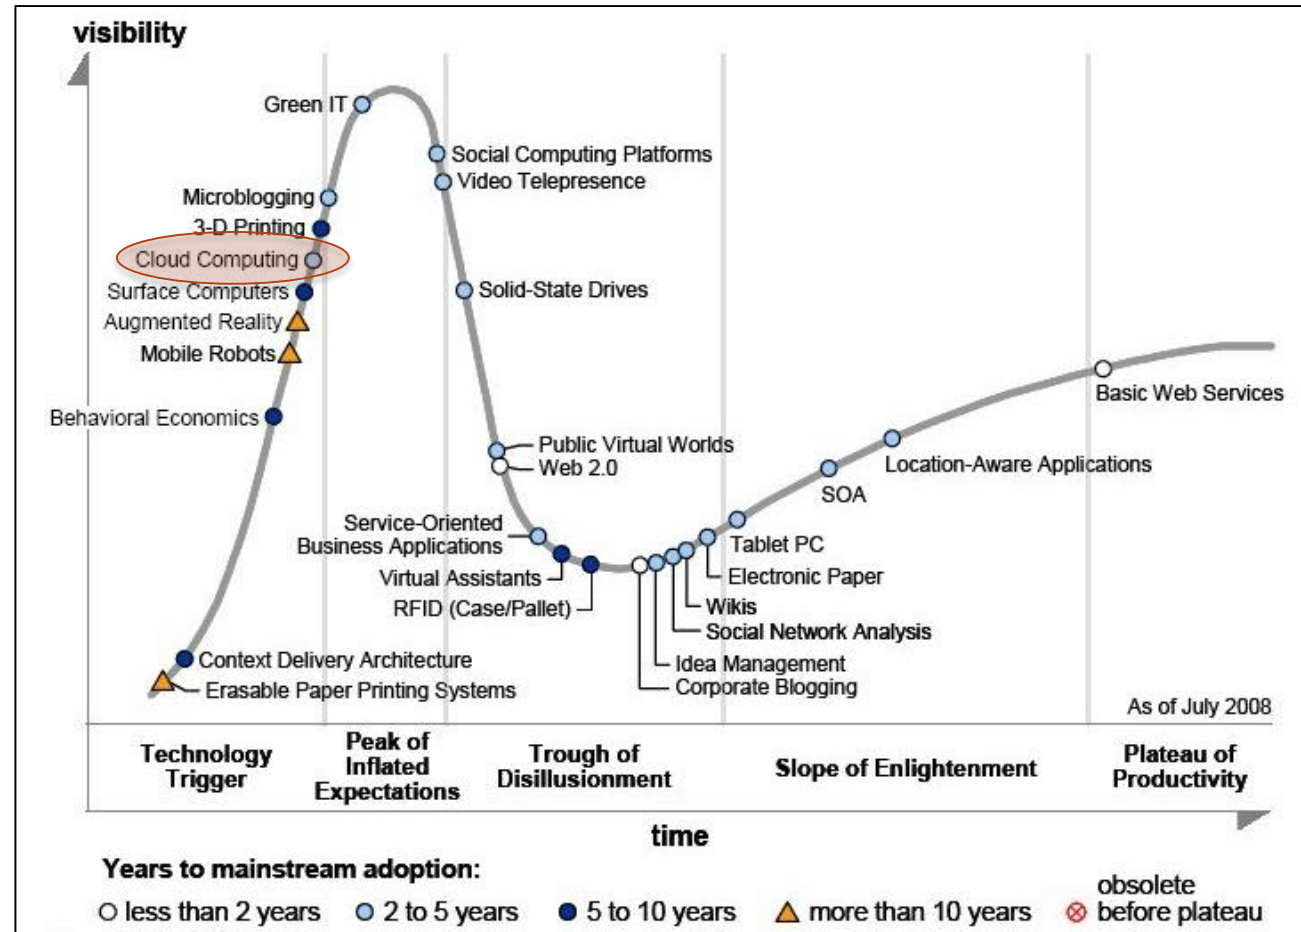 visibility
Green IT
Social Computing Platforms
Video Telepresence
Microblogging
3-D Printing
Cloud Computing
Surface Computers
Augmented Reality
Mobile Robots
Behavioral Economics
Solid-State Drives
Public Virtual Worlds
Web 2.0
Service-Oriented
Business Applications
Virtual Assistants
RFID (Case/Pallet)
Basic Web Services
Location-Aware Applications
SOA
Tablet PC
Electronic Paper
Wikis
Social Network Analysis
Idea Management
Corporate Blogging
Context Delivery Architecture
Erasable Paper Printing Systems
As of July 2008
Technology
Trigger
Peak of
Inflated
Expectations
Trough of
Disillusionment
Slope of Enlightenment
Plateau of
Productivity
time
Years to mainstream adoption:
less than 2 years
2 to 5 years
5 to 10 years
more than 10 years
obsolete
before plateau